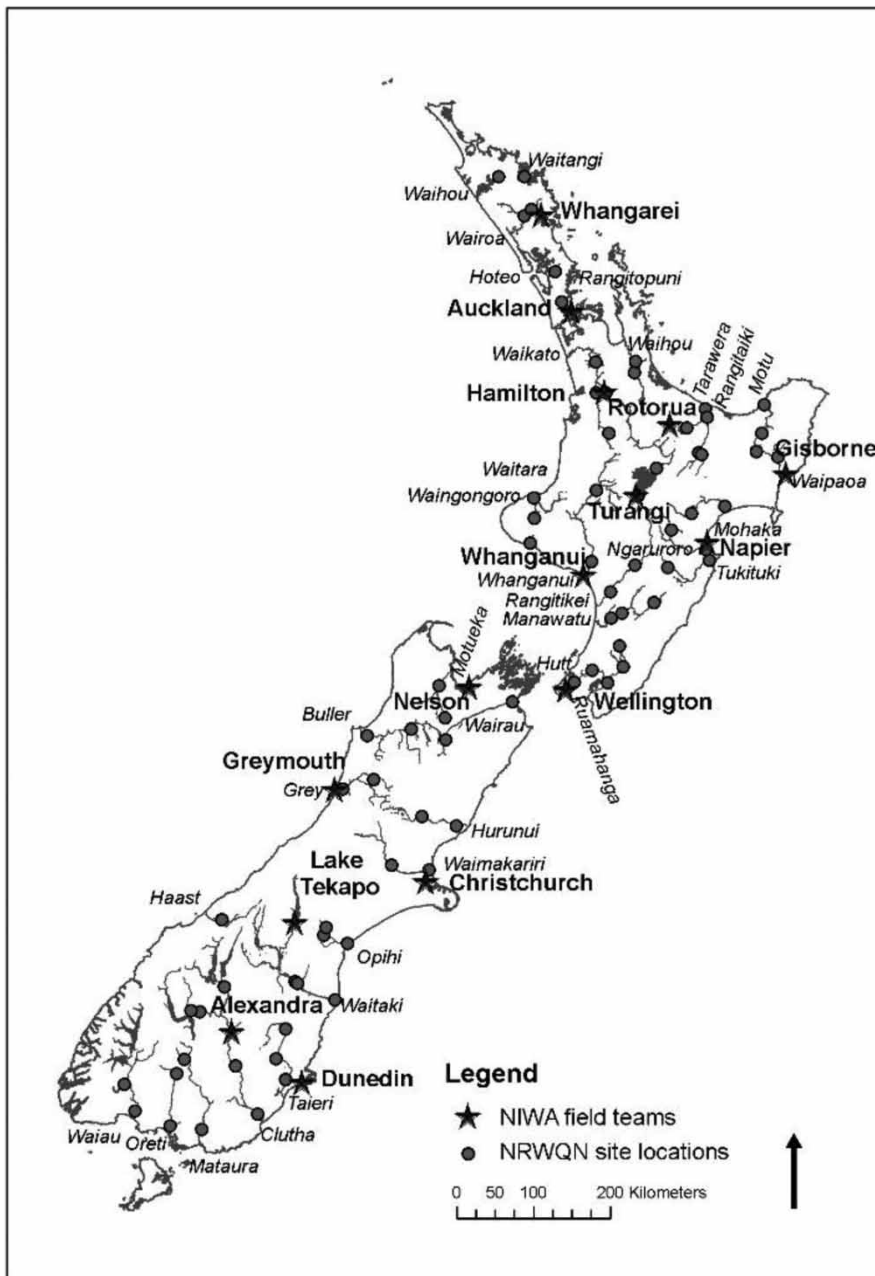 Waitangi
Waihou
Whangarei
Wairoa
Hoteo
Rangitopuni
Auckland
Waikato
Waihou
Tarawera
Rangitaiki
Motu
Hamilton
Rotorua
Gisborne
Waitara
Waipaoa
Waingongoro
Turangi
Mohaka
Whanganui
Ngaruroro
Napier
Whanganui
Tukituki
Rangitikei
Manawatu
Motueka
Hutt
Nelson
Wellington
Buller
Wairau
Ruamahanga
Greymouth
Grey
Hurunui
Lake
Tekapo
Waimakariri
Christchurch
Haast
Opihi
Alexandra
Waitaki
Dunedin
Legend
Taieri
NIWA field teams
Waiau
Oreti
Clutha
NRWQN site locations
Mataura
0 50 100 200 Kilometers